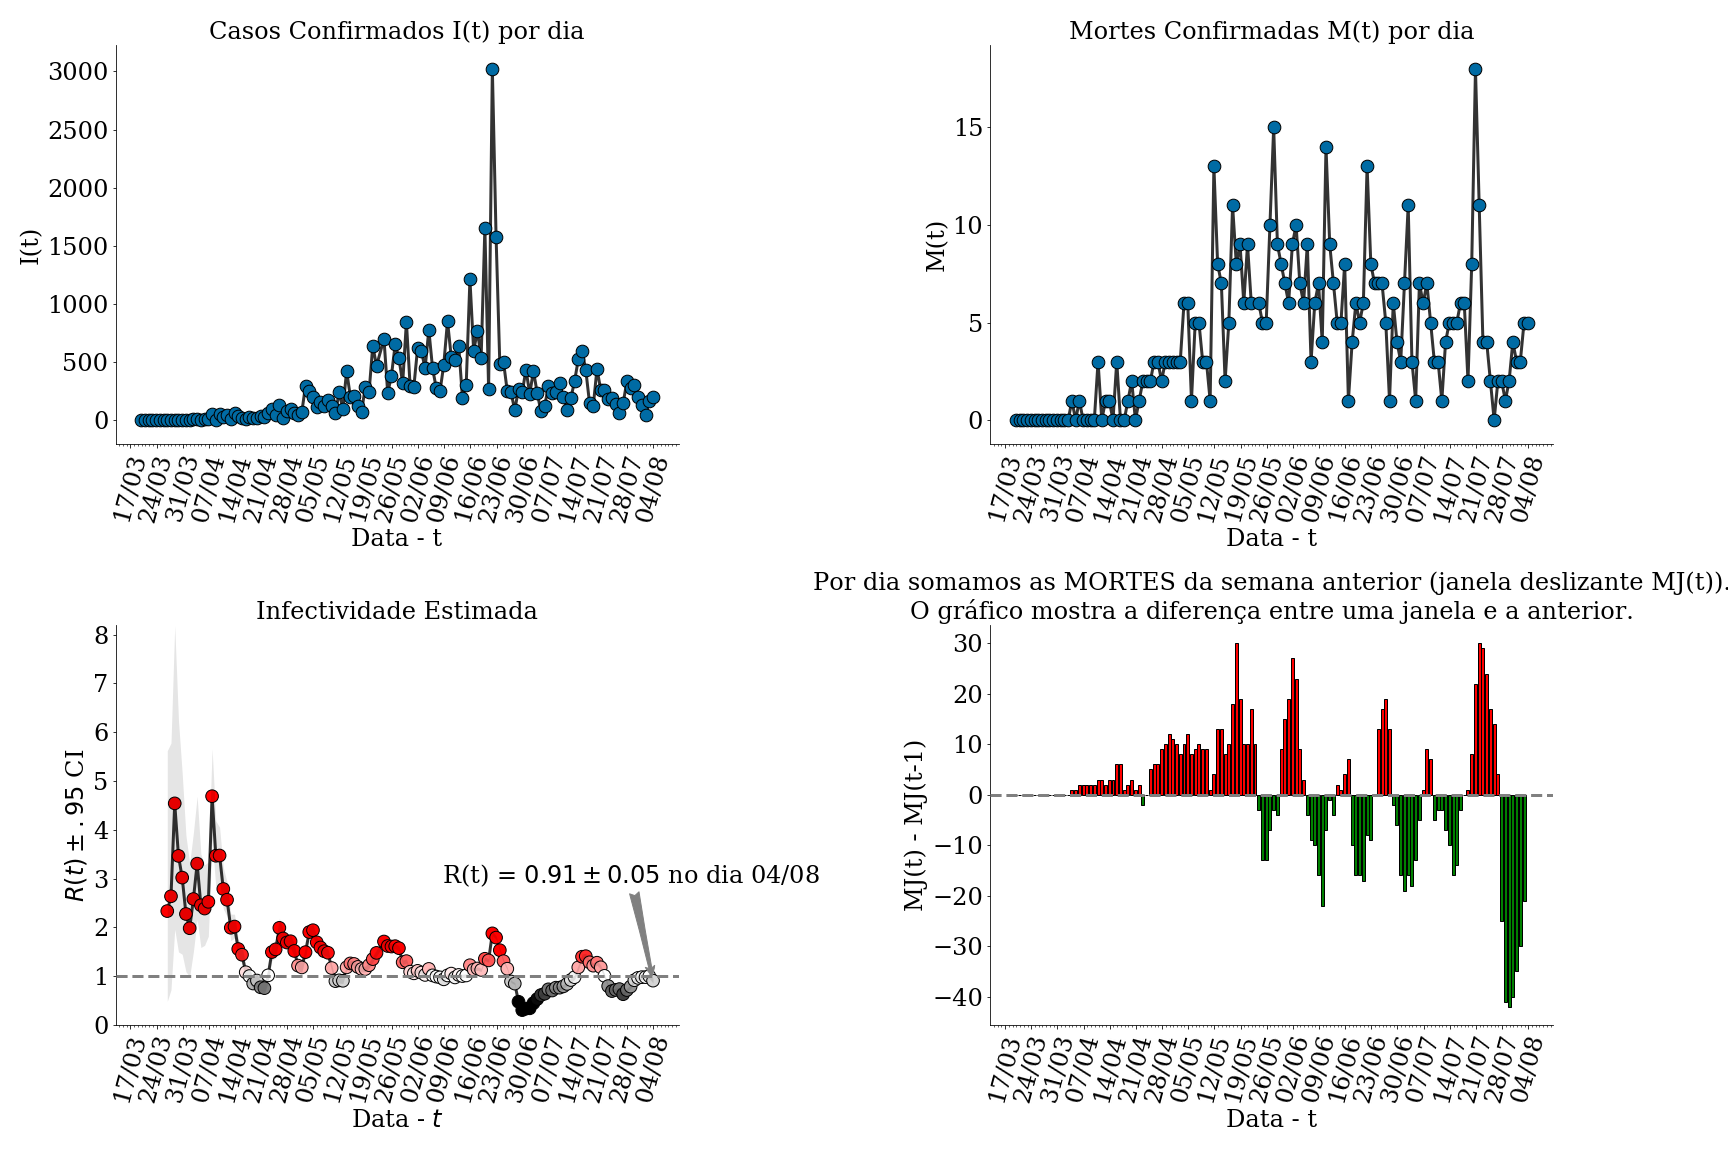 Casos Confirmados I(t) por dia
I(t)
3000
2500
2000
1500
1000
500
0
17/03 24/03 31/03 07/04 14/04 21/04 28/04 05/05 12/05 19/05 26/05 02/06 09/06 16/06 23/06 30/06 07/07 14/07 21/07 28/07 04/08
Data - t
Mortes Confirmadas M(t) por dia
M(t)
15
10
5
0
17/03 24/03 31/03 07/04 14/04 21/04 28/04 05/05 12/05 19/05 26/05 02/06 09/06 16/06 23/06 30/06 07/07 14/07 21/07 28/07 04/08
Data - t
Infectividade Estimada
R(t) ± .95 CI
8
7
6
5
4
3
2
1
0
R(t) = 0.91 ± 0.05 no dia 04/08
17/03 24/03 31/03 07/04 14/04 21/04 28/04 05/05 12/05 19/05 26/05 02/06 09/06 16/06 23/06 30/06 07/07 14/07 21/07 28/07 04/08
Data - t
Por dia somamos as MORTES da semana anterior (janela deslizante MJ(t)).
O gráfico mostra a diferença entre uma janela e a anterior.
MJ(t) - MJ(t-1)
30
20
10
0
−10
−20
−30
−40
17/03 24/03 31/03 07/04 14/04 21/04 28/04 05/05 12/05 19/05 26/05 02/06 09/06 16/06 23/06 30/06 07/07 14/07 21/07 28/07 04/08
Data - t